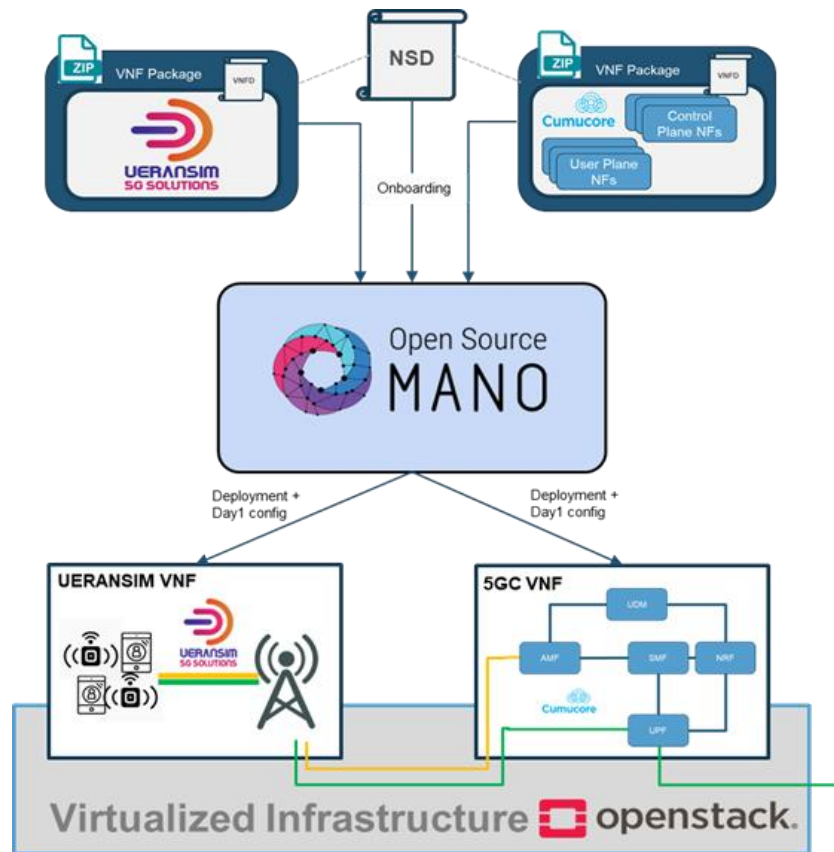 ZIP
VNF Package
VNFD
UERANSIM
5G SOLUTIONS
NSD
ZIP
VNF Package
VNFD
Cumucore
Control
Plane NFs
User Plane
NFs
Onboarding
Open Source
MANO
Deployment +
Day1 config
Deployment +
Day1 config
UERANSIM VNF
UERANSIM
5G SOLUTIONS
5GC VNF
UDM
AMF
SMF
NRF
Cumucore
UPF
Virtualized Infrastructure
openstack.